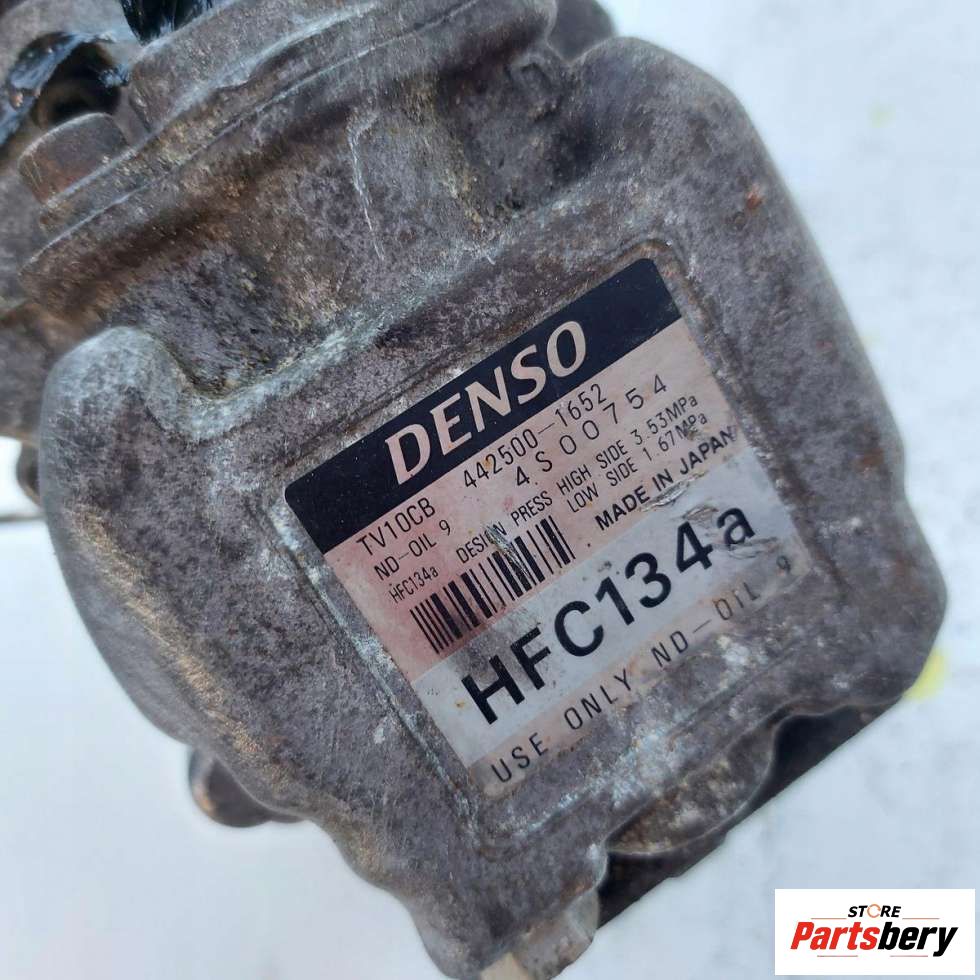 DENSO
TV10CB 442500-1652
ND-OIL 9 4S00754
HFC134a DESIGN PRESS HIGH SIDE 3.53MPa
LOW SIDE 1.67MPa
MADE IN JAPAN
HFC134a
USE ONLY ND-OIL 9
STORE
Partsbery